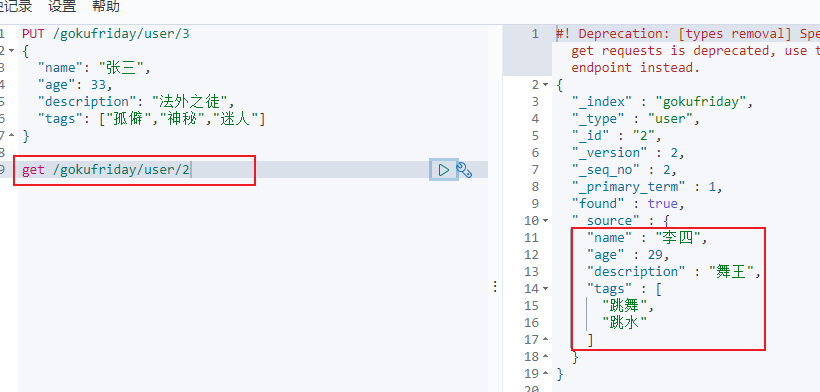 史记录 设置 帮助
1 PUT /gokufriday/user/3
2 {
3 "name": "张三",
4 "age": 33,
5 "description": "法外之徒",
6 "tags": ["孤僻","神秘","迷人"]
7 }
8
9 get /gokufriday/user/2
1 #! Deprecation: [types removal] Spe
get requests is deprecated, use t
endpoint instead.
2 {
3 "_index" : "gokufriday",
4 "_type" : "user",
5 "_id" : "2",
6 "_version" : 2,
7 "_seq_no" : 2,
8 "_primary_term" : 1,
9 "found" : true,
10 "_source" : {
11 "name" : "李四",
12 "age" : 29,
13 "description" : "舞王",
14 "tags" : [
15 "跳舞",
16 "跳水"
17 ]
18 }
19 }